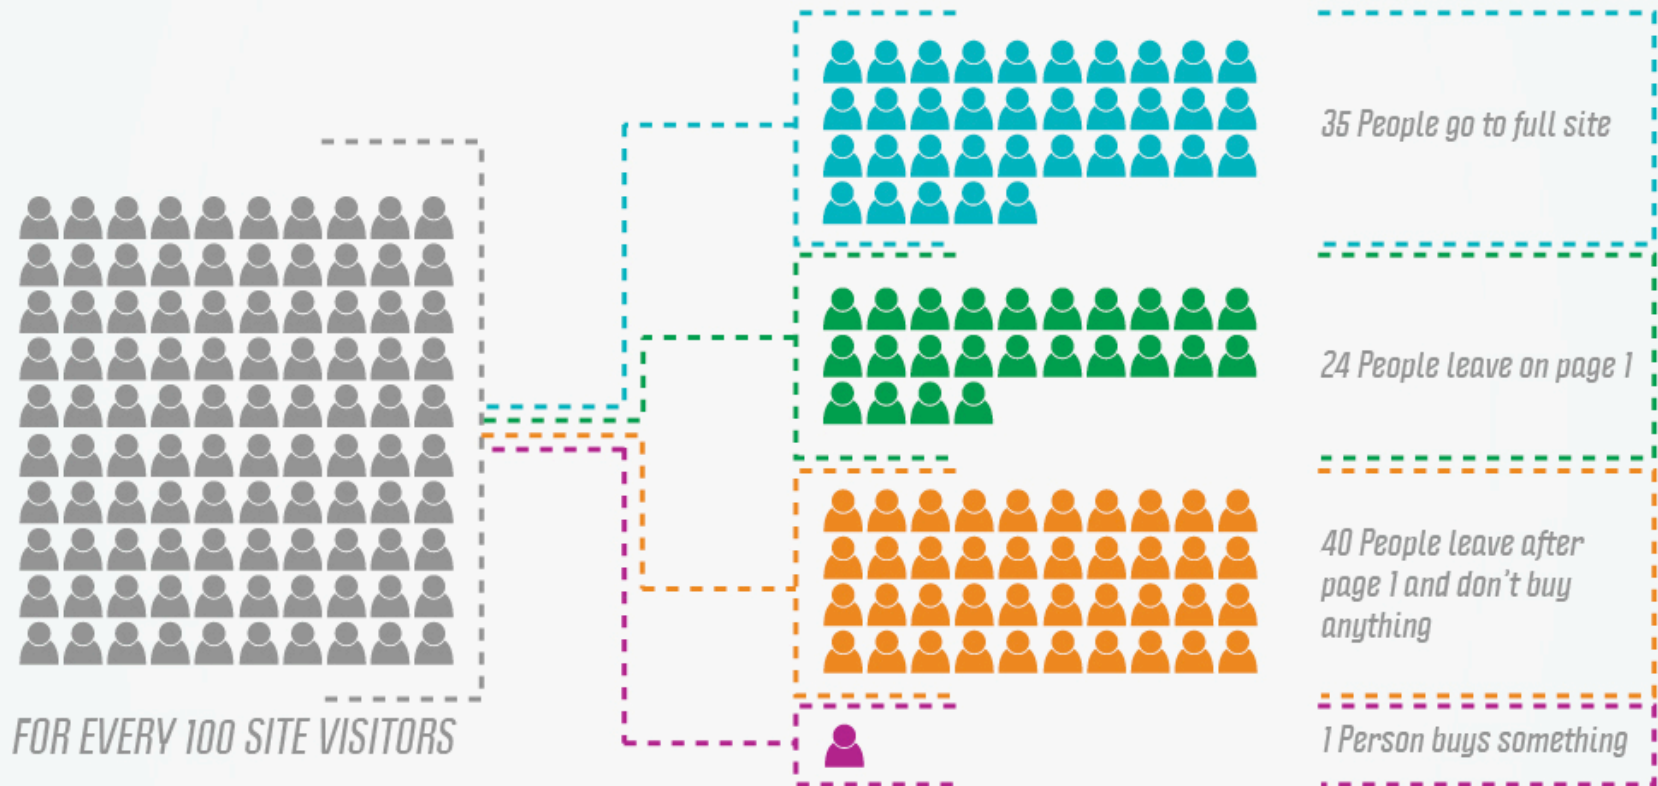 35 People go to full site
24 People leave on page 1
40 People leave after
page 1 and don't buy
anything
FOR EVERY 100 SITE VISITORS
1 Person buys something